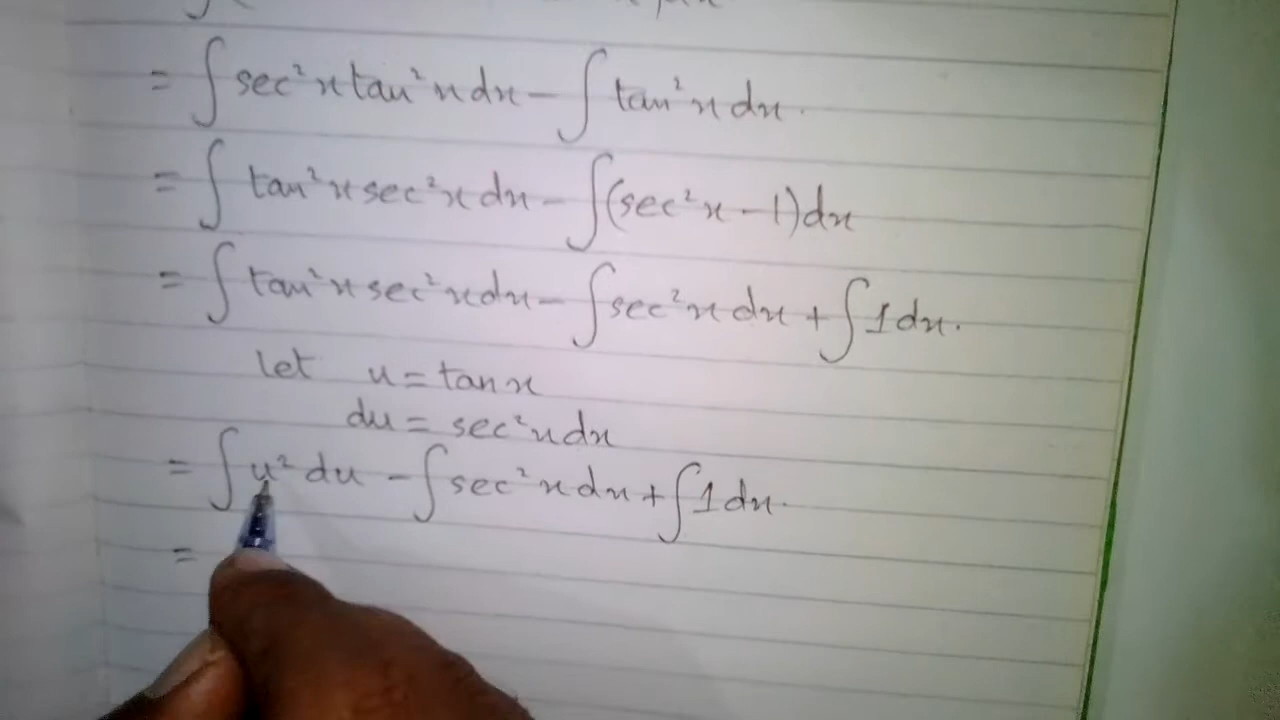 = ∫ sec²x tan²x dx − ∫ tan²x dx.
= ∫ tan²x sec²x dx − ∫(sec²x − 1)dx
= ∫ tan²x sec²x dx − ∫ sec²x dx + ∫ 1 dx.
let u = tan x
du = sec²x dx
= ∫ u² du − ∫ sec²x dx + ∫ 1 dx.
=